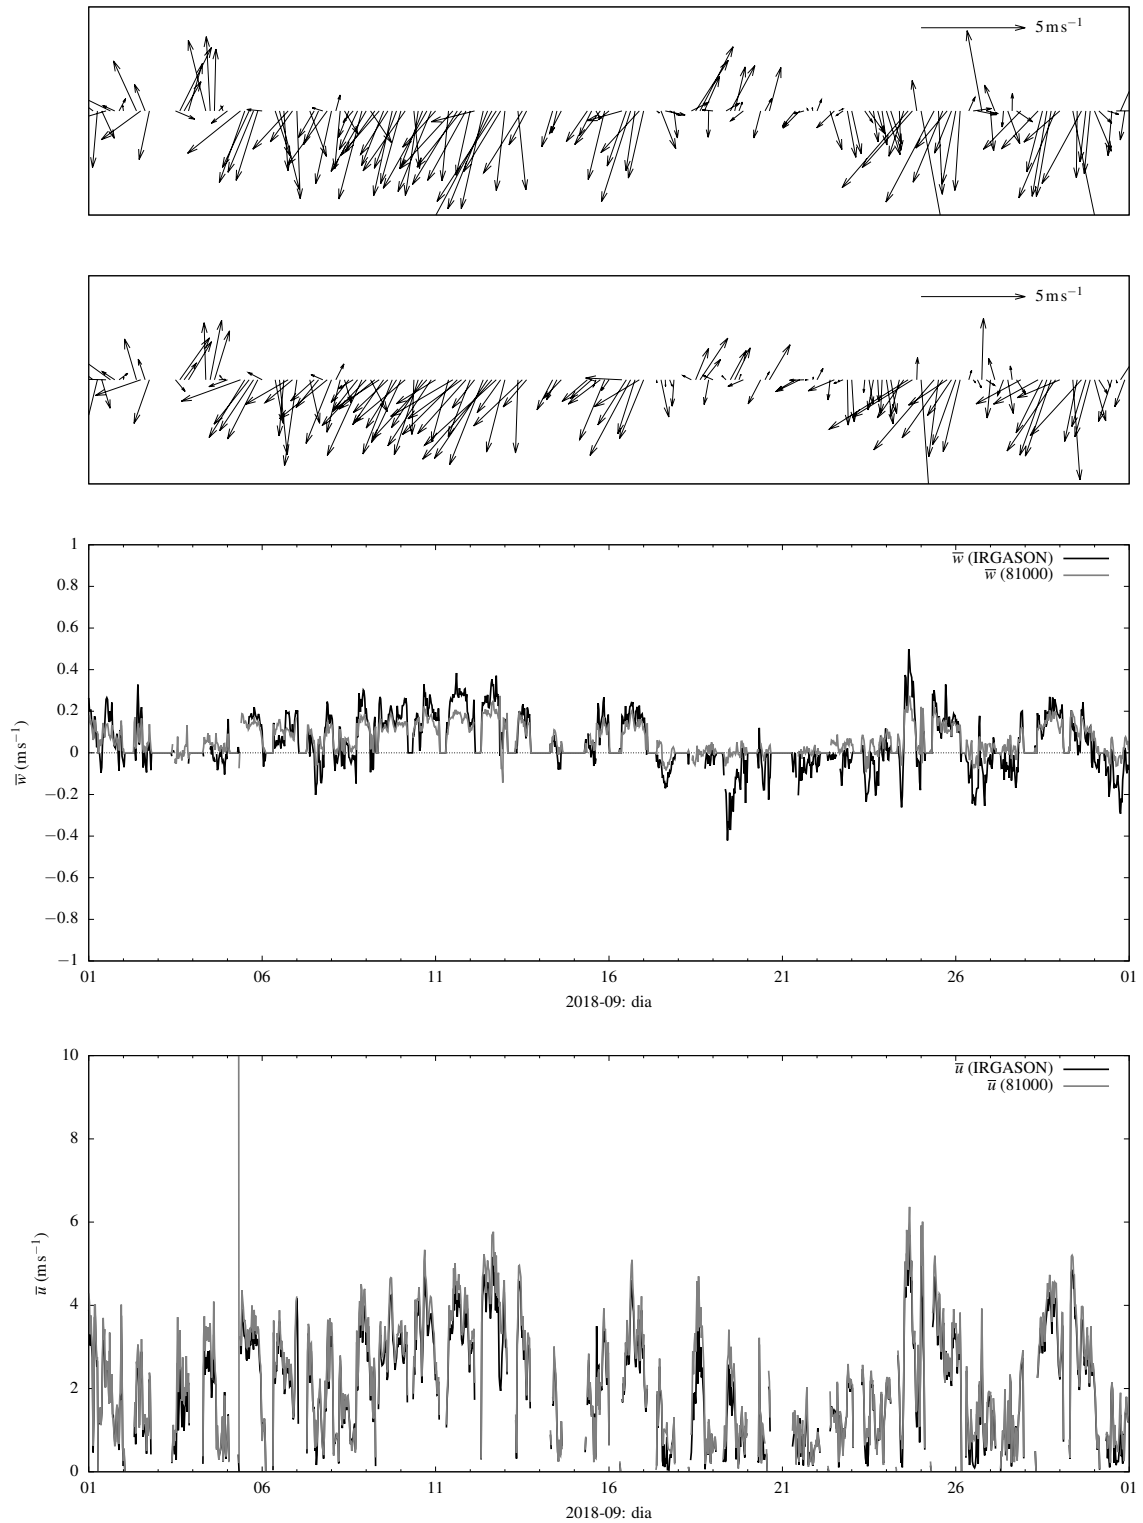 5 m s⁻¹
5 m s⁻¹
w̅ (IRGASON)
w̅ (81000)
1
0.8
0.6
0.4
0.2
0
−0.2
−0.4
−0.6
−0.8
−1
w̅ (m s⁻¹)
01 06 11 16 21 26 01
2018-09: dia
u̅ (IRGASON)
u̅ (81000)
10
8
6
4
2
0
u̅ (m s⁻¹)
01 06 11 16 21 26 01
2018-09: dia